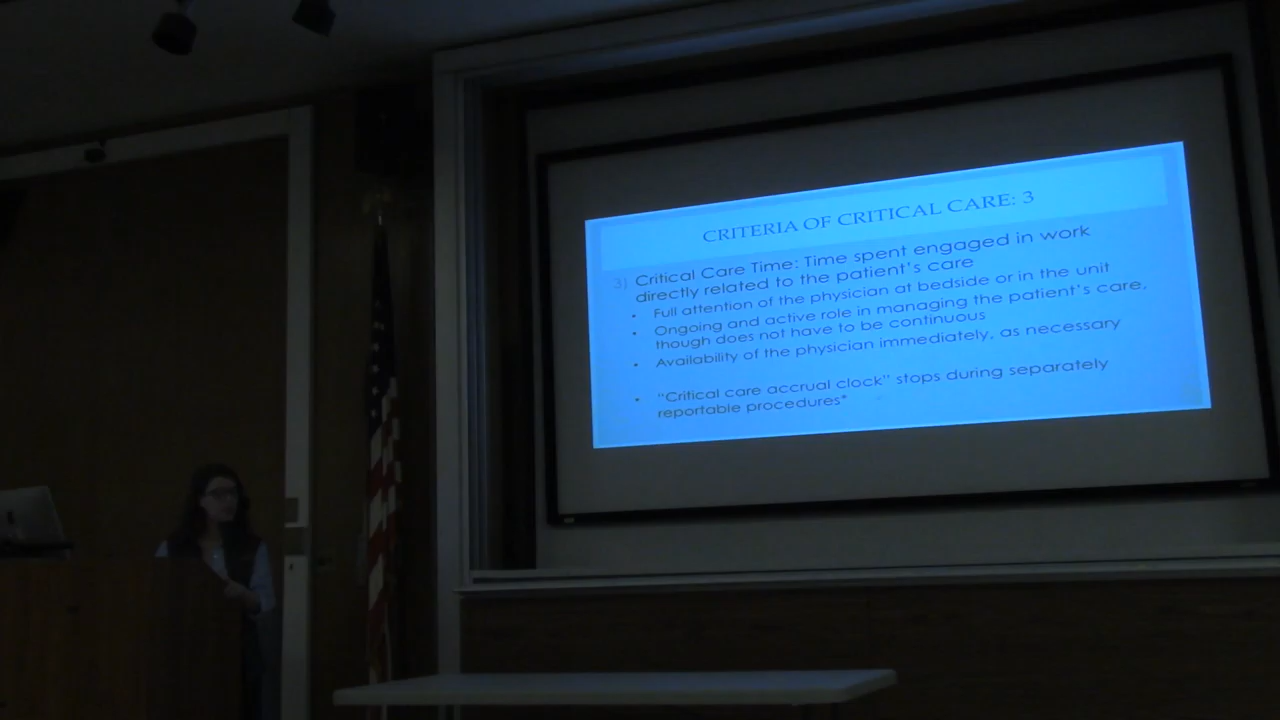 CRITERIA OF CRITICAL CARE: 3
3) Critical Care Time: Time spent engaged in work
directly related to the patient's care
• Full attention of the physician at bedside or in the unit
• Ongoing and active role in managing the patient's care,
though does not have to be continuous
• Availability of the physician immediately, as necessary
• "Critical care accrual clock" stops during separately
reportable procedures*